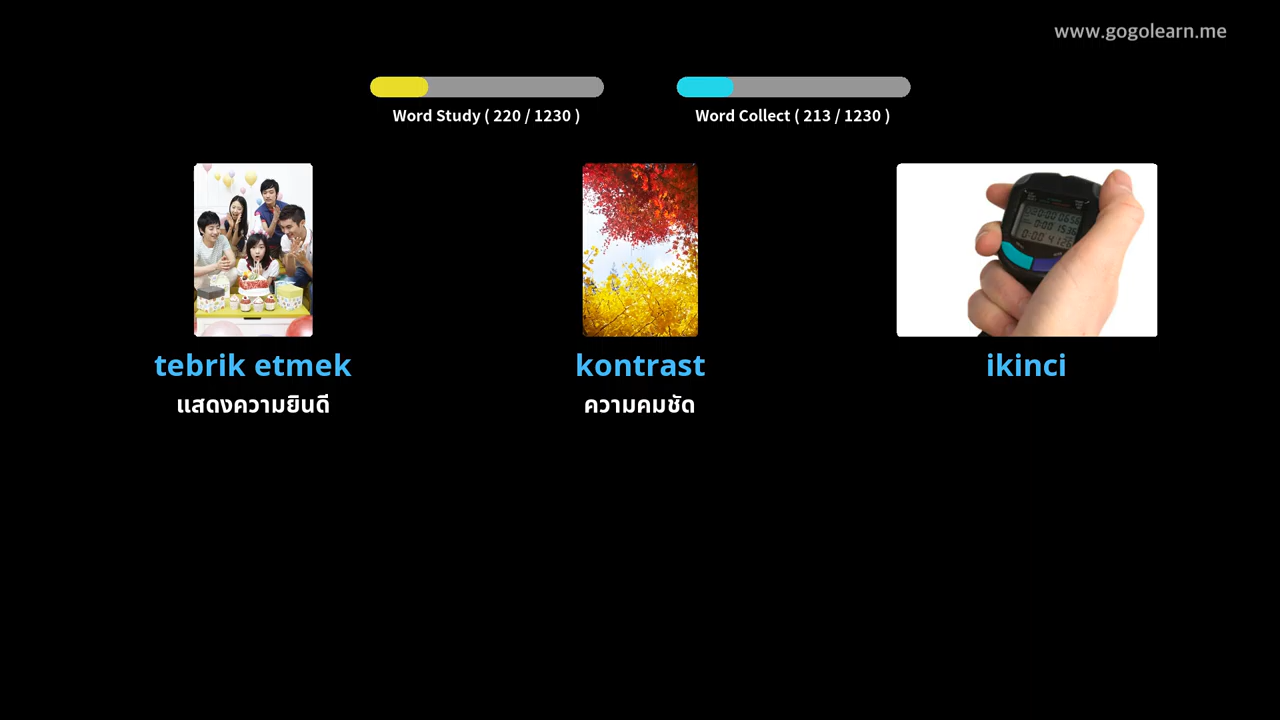 www.gogolearn.me
Word Study ( 220 / 1230 )
Word Collect ( 213 / 1230 )
tebrik etmek
แสดงความยินดี
kontrast
ความคมชัด
ikinci